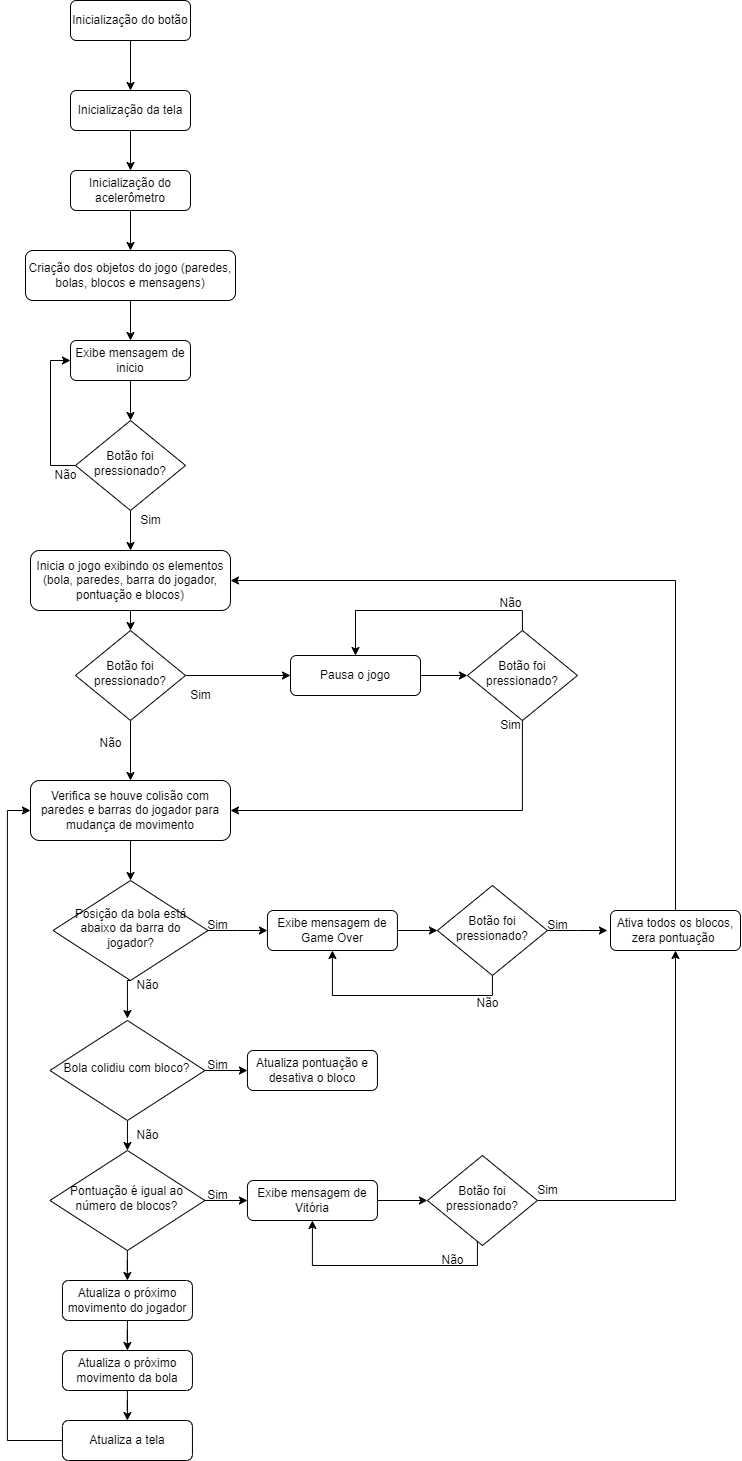 Inicialização do botão
Inicialização da tela
Inicialização do
acelerômetro
Criação dos objetos do jogo (paredes,
bolas, blocos e mensagens)
Exibe mensagem de
inicio
Botão foi
pressionado?
Não
Sim
Inicia o jogo exibindo os elementos
(bola, paredes, barra do jogador,
pontuação e blocos)
Botão foi
pressionado?
Sim
Não
Pausa o jogo
Não
Botão foi
pressionado?
Sim
Verifica se houve colisão com
paredes e barras do jogador para
mudança de movimento
Posição da bola está
abaixo da barra do
jogador?
Sim
Não
Exibe mensagem de
Game Over
Botão foi
pressionado?
Sim
Não
Ativa todos os blocos,
zera pontuação
Bola colidiu com bloco?
Sim
Não
Atualiza pontuação e
desativa o bloco
Pontuação é igual ao
número de blocos?
Sim
Exibe mensagem de
Vitória
Botão foi
pressionado?
Sim
Não
Atualiza o próximo
movimento do jogador
Atualiza o próximo
movimento da bola
Atualiza a tela